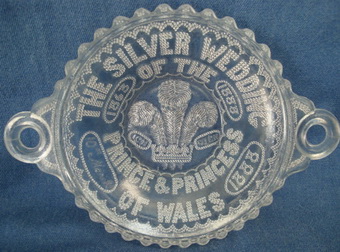 THE SILVER WEDDING
OF THE
1863
1888
PRINCE & PRINCESS
OF WALES
1888